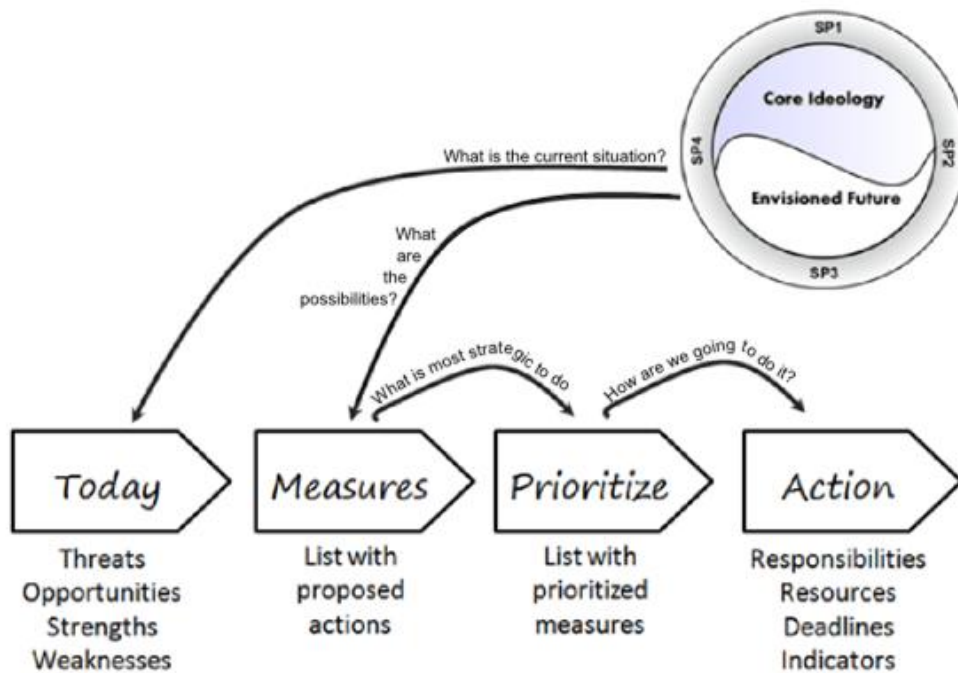 SP1
Core Ideology
SP4
SP2
Envisioned Future
SP3
What is the current situation?
What
are
the
possibilities?
What is most strategic to do
How are we going to do it?
Today
Measures
Prioritize
Action
Threats
Opportunities
Strengths
Weaknesses
List with
proposed
actions
List with
prioritized
measures
Responsibilities
Resources
Deadlines
Indicators